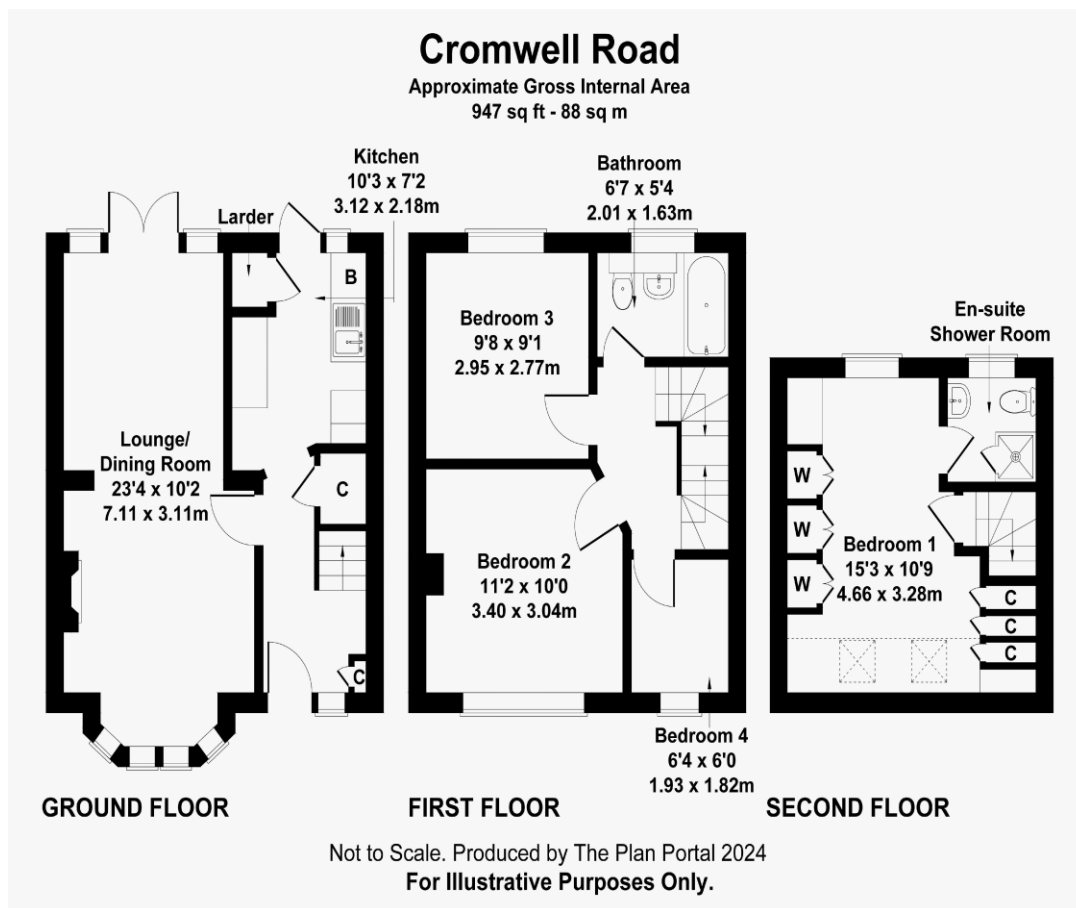 Cromwell Road
Approximate Gross Internal Area
947 sq ft - 88 sq m
Kitchen
10'3 x 7'2
3.12 x 2.18m
Larder
B
Lounge/
Dining Room
23'4 x 10'2
7.11 x 3.11m
C
C
GROUND FLOOR
Bathroom
6'7 x 5'4
2.01 x 1.63m
Bedroom 3
9'8 x 9'1
2.95 x 2.77m
Bedroom 2
11'2 x 10'0
3.40 x 3.04m
Bedroom 4
6'4 x 6'0
1.93 x 1.82m
FIRST FLOOR
En-suite
Shower Room
W
W
W
Bedroom 1
15'3 x 10'9
4.66 x 3.28m
C
C
C
SECOND FLOOR
Not to Scale. Produced by The Plan Portal 2024
For Illustrative Purposes Only.